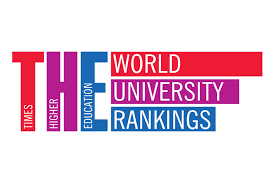 THE WORLD
UNIVERSITY
RANKINGS
TIMES
HIGHER
EDUCATION